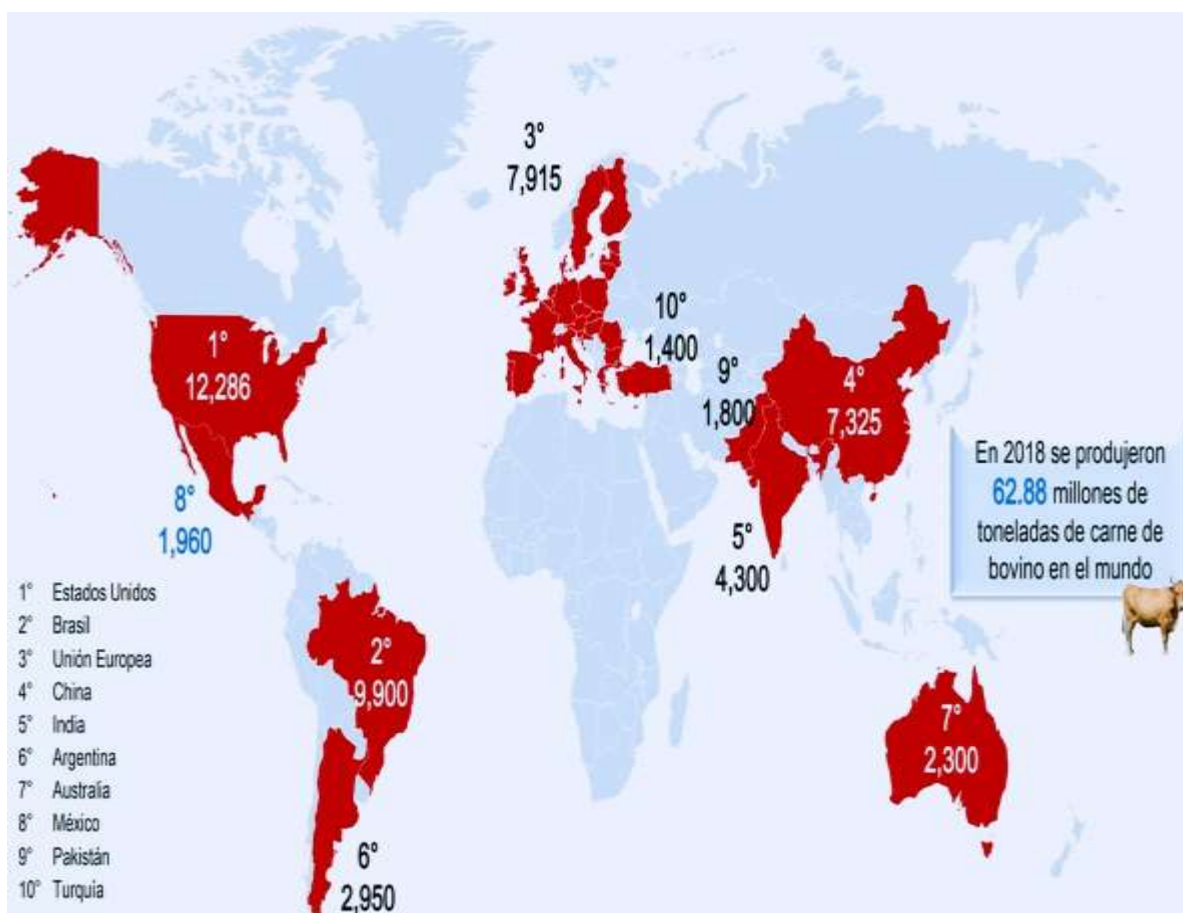 3°
7,915
10°
1,400
1°
12,286
9°
1,800
4°
7,325
En 2018 se produjeron
62.88 millones de
toneladas de carne de
bovino en el mundo
8°
1,960
5°
4,300
1° Estados Unidos
2° Brasil
3° Unión Europea
4° China
5° India
6° Argentina
7° Australia
8° México
9° Pakistán
10° Turquía
2°
9,900
7°
2,300
6°
2,950